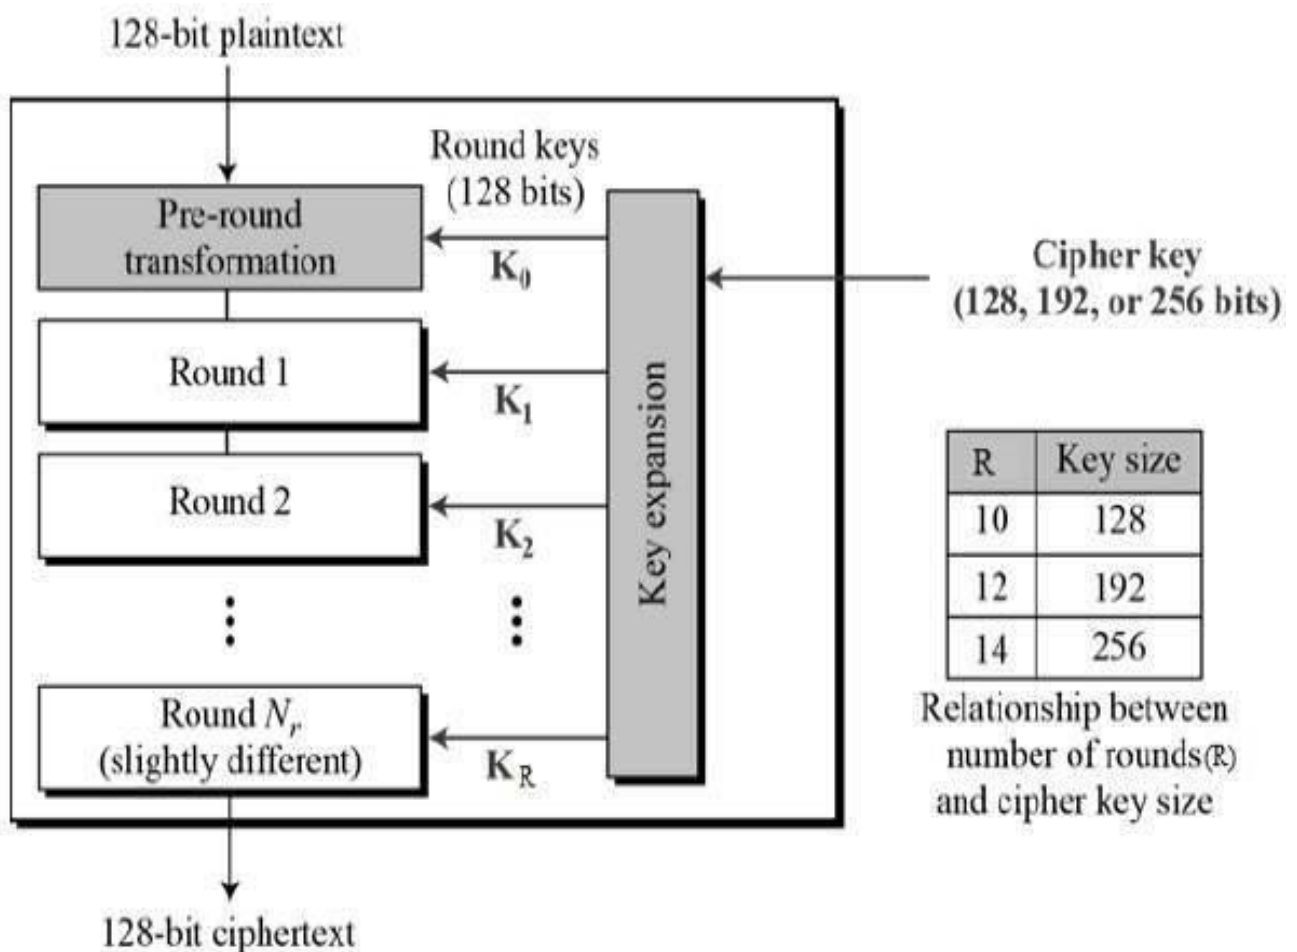 128-bit plaintext
Round keys
(128 bits)
Pre-round
transformation
K0
Cipher key
(128, 192, or 256 bits)
Round 1
K1
Key expansion
Round 2
K2
Round Nr
(slightly different)
KR
128-bit ciphertext
R Key size
10 128
12 192
14 256
Relationship between
number of rounds(R)
and cipher key size